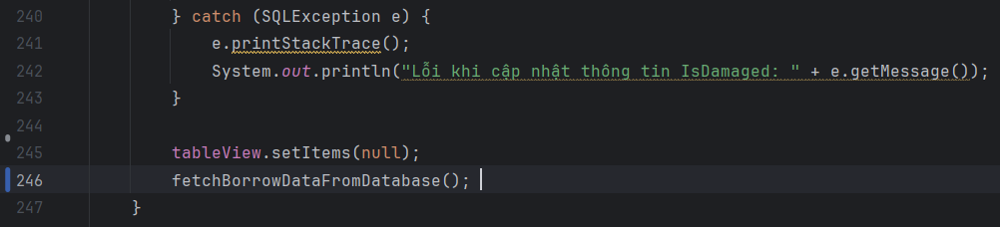 240 } catch (SQLException e) {
241 e.printStackTrace();
242 System.out.println("Lỗi khi cập nhật thông tin IsDamaged: " + e.getMessage());
243 }
244
245 tableView.setItems(null);
246 fetchBorrowDataFromDatabase();
247 }